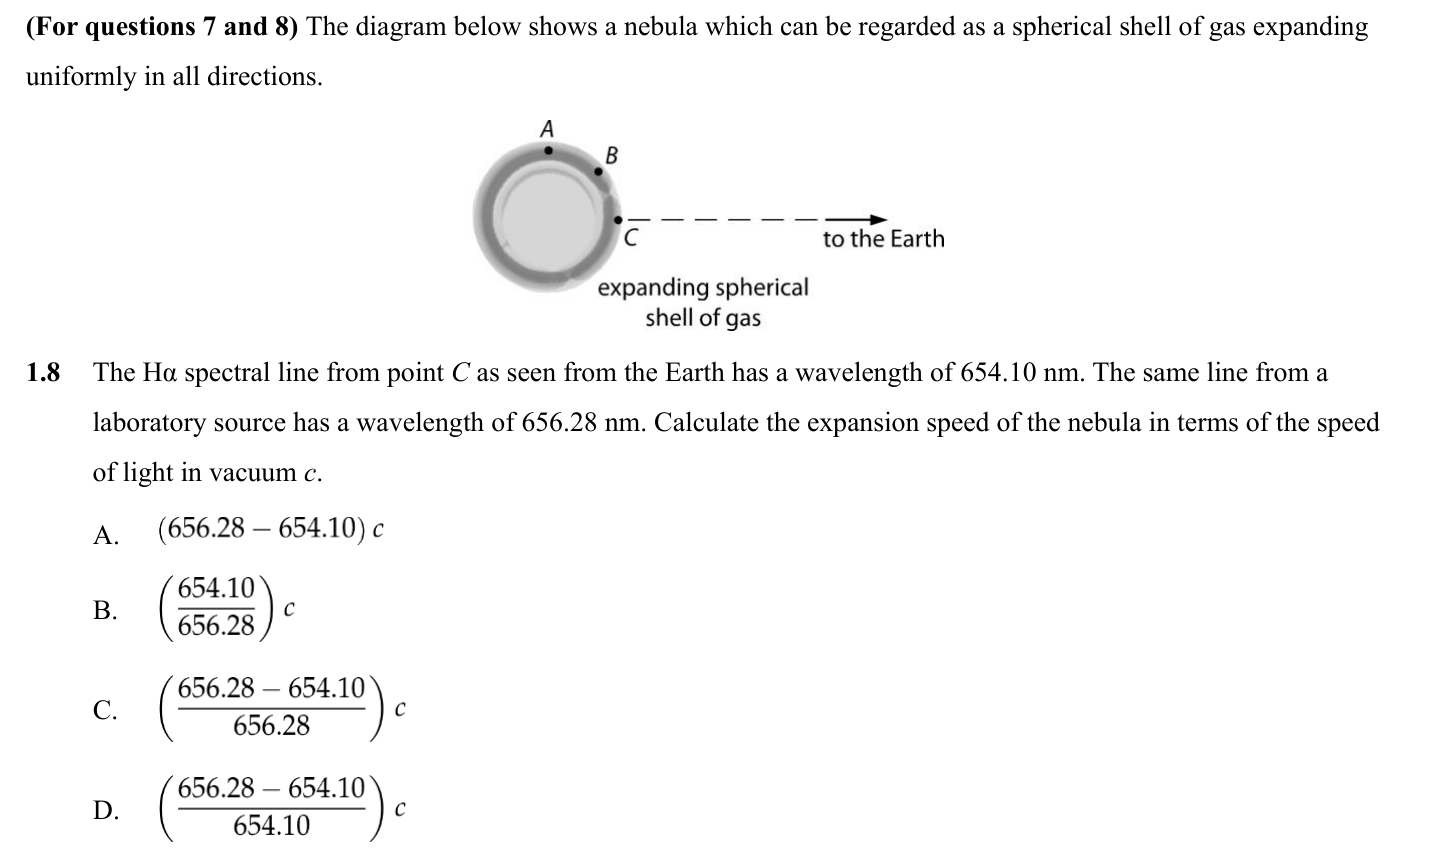 (For questions 7 and 8) The diagram below shows a nebula which can be regarded as a spherical shell of gas expanding
uniformly in all directions.
A
B
C
to the Earth
expanding spherical
shell of gas
1.8 The Hα spectral line from point C as seen from the Earth has a wavelength of 654.10 nm. The same line from a
laboratory source has a wavelength of 656.28 nm. Calculate the expansion speed of the nebula in terms of the speed
of light in vacuum c.
A. (656.28 – 654.10) c
B. (654.10/656.28) c
C. ((656.28 – 654.10)/656.28) c
D. ((656.28 – 654.10)/654.10) c